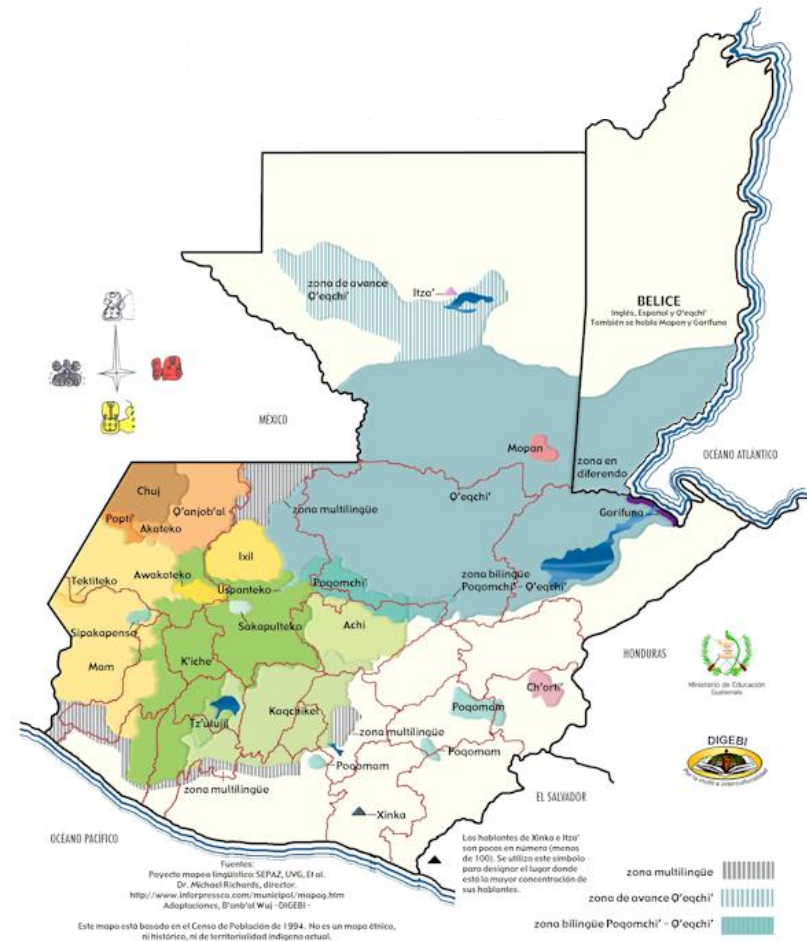 zona de avance
Q'eqchi'
Itza'
BELICE
Inglés, Español y Q'eqchi'
También se habla Mopan y Garífuna
MÉXICO
OCÉANO ATLÁNTICO
Mopan
zona en
diferendo
Chuj
Q'anjob'al
Popti'
Akateko
zona multilingüe
Q'eqchi'
Garífuna
Ixil
Awakateko
Tektiteko
Uspanteko
Poqomchi'
zona bilingüe
Poqomchi' - Q'eqchi'
Sipakapense
Sakapulteko
Achi
Mam
K'iche'
HONDURAS
Ministerio de Educación
Guatemala
Ch'orti'
Poqomam
Tz'utujil
Kaqchikel
zona multilingüe
Poqomam
Poqomam
DIGEBI
Por la multi e interculturalidad
zona multilingüe
EL SALVADOR
Xinka
OCÉANO PACÍFICO
Los hablantes de Xinka e Itza'
son pocos en número (menos
de 100). Se utiliza este símbolo
para designar el lugar donde
está la mayor concentración de
sus hablantes.
Fuentes:
Poyecto mapeo lingüístico: SEPAZ, UVG, Et al.
Dr. Michael Richards, director.
http://www.inforpressca.com/municipal/mapag.htm
Adaptaciones, B'anb'al Wuj -DIGEBI-
Este mapa está basado en el Censo de Población de 1994. No es un mapa étnico,
ni histórico, ni de territorialidad indígena actual.
zona multilingüe
zona de avance Q'eqchi'
zona bilingüe Poqomchi' - Q'eqchi'